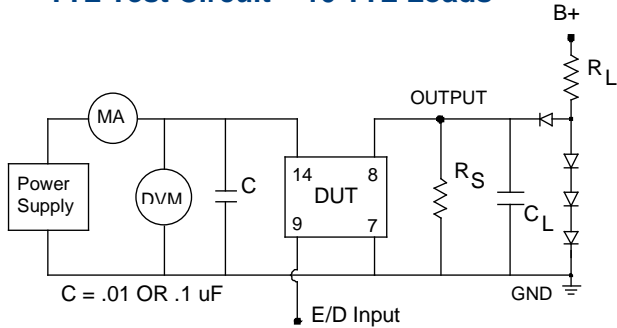 TTL Test Circuit – 10 TTL Loads
B+
R L
OUTPUT
MA
14 8
R S
C
Power
Supply
DVM
DUT
C L
9 7
GND
C = .01 OR .1 uF
E/D Input